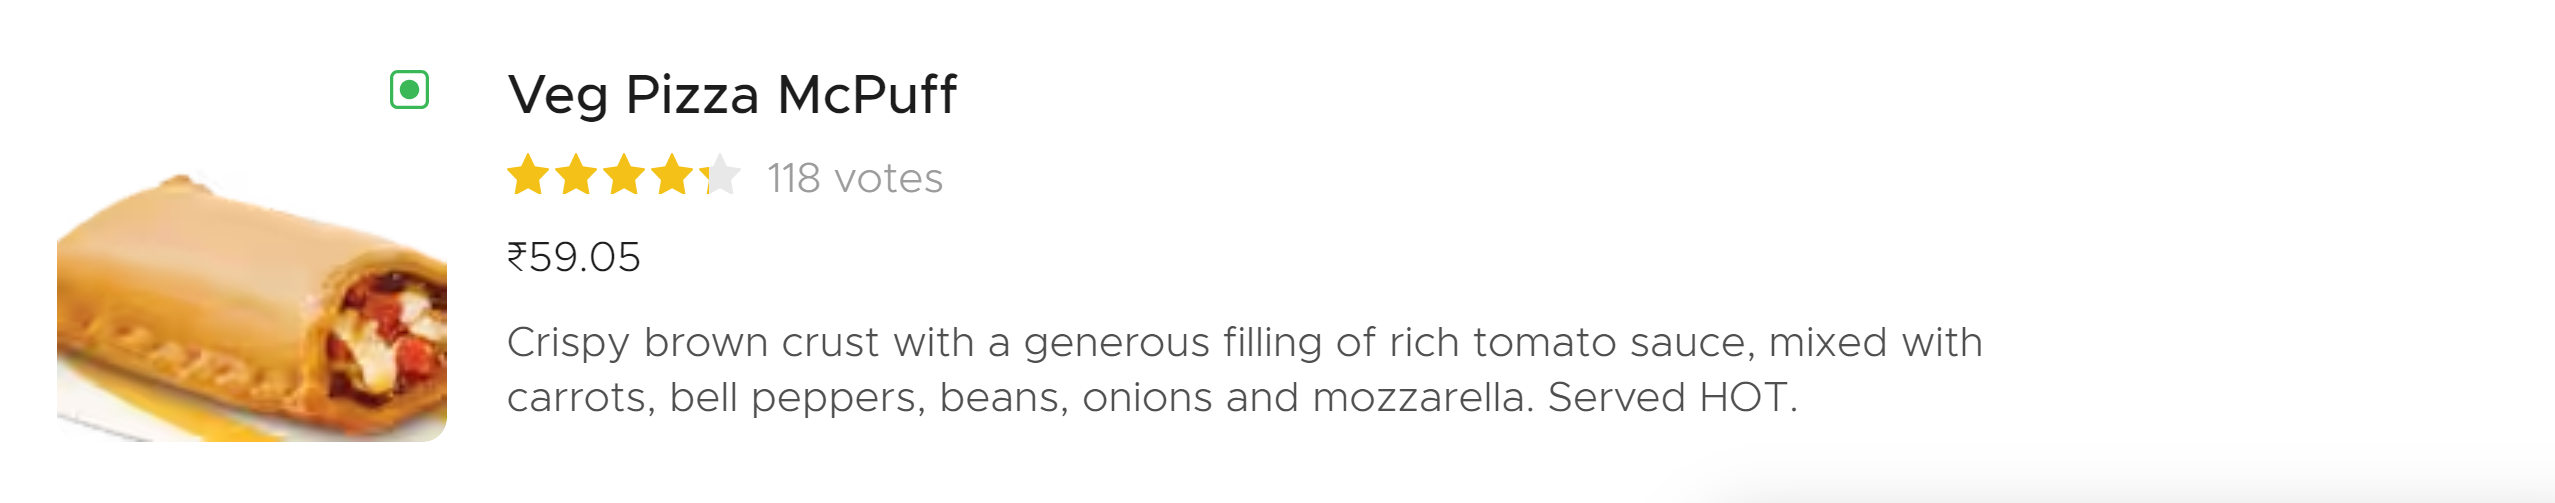 Veg Pizza McPuff
118 votes
₹59.05
Crispy brown crust with a generous filling of rich tomato sauce, mixed with
carrots, bell peppers, beans, onions and mozzarella. Served HOT.